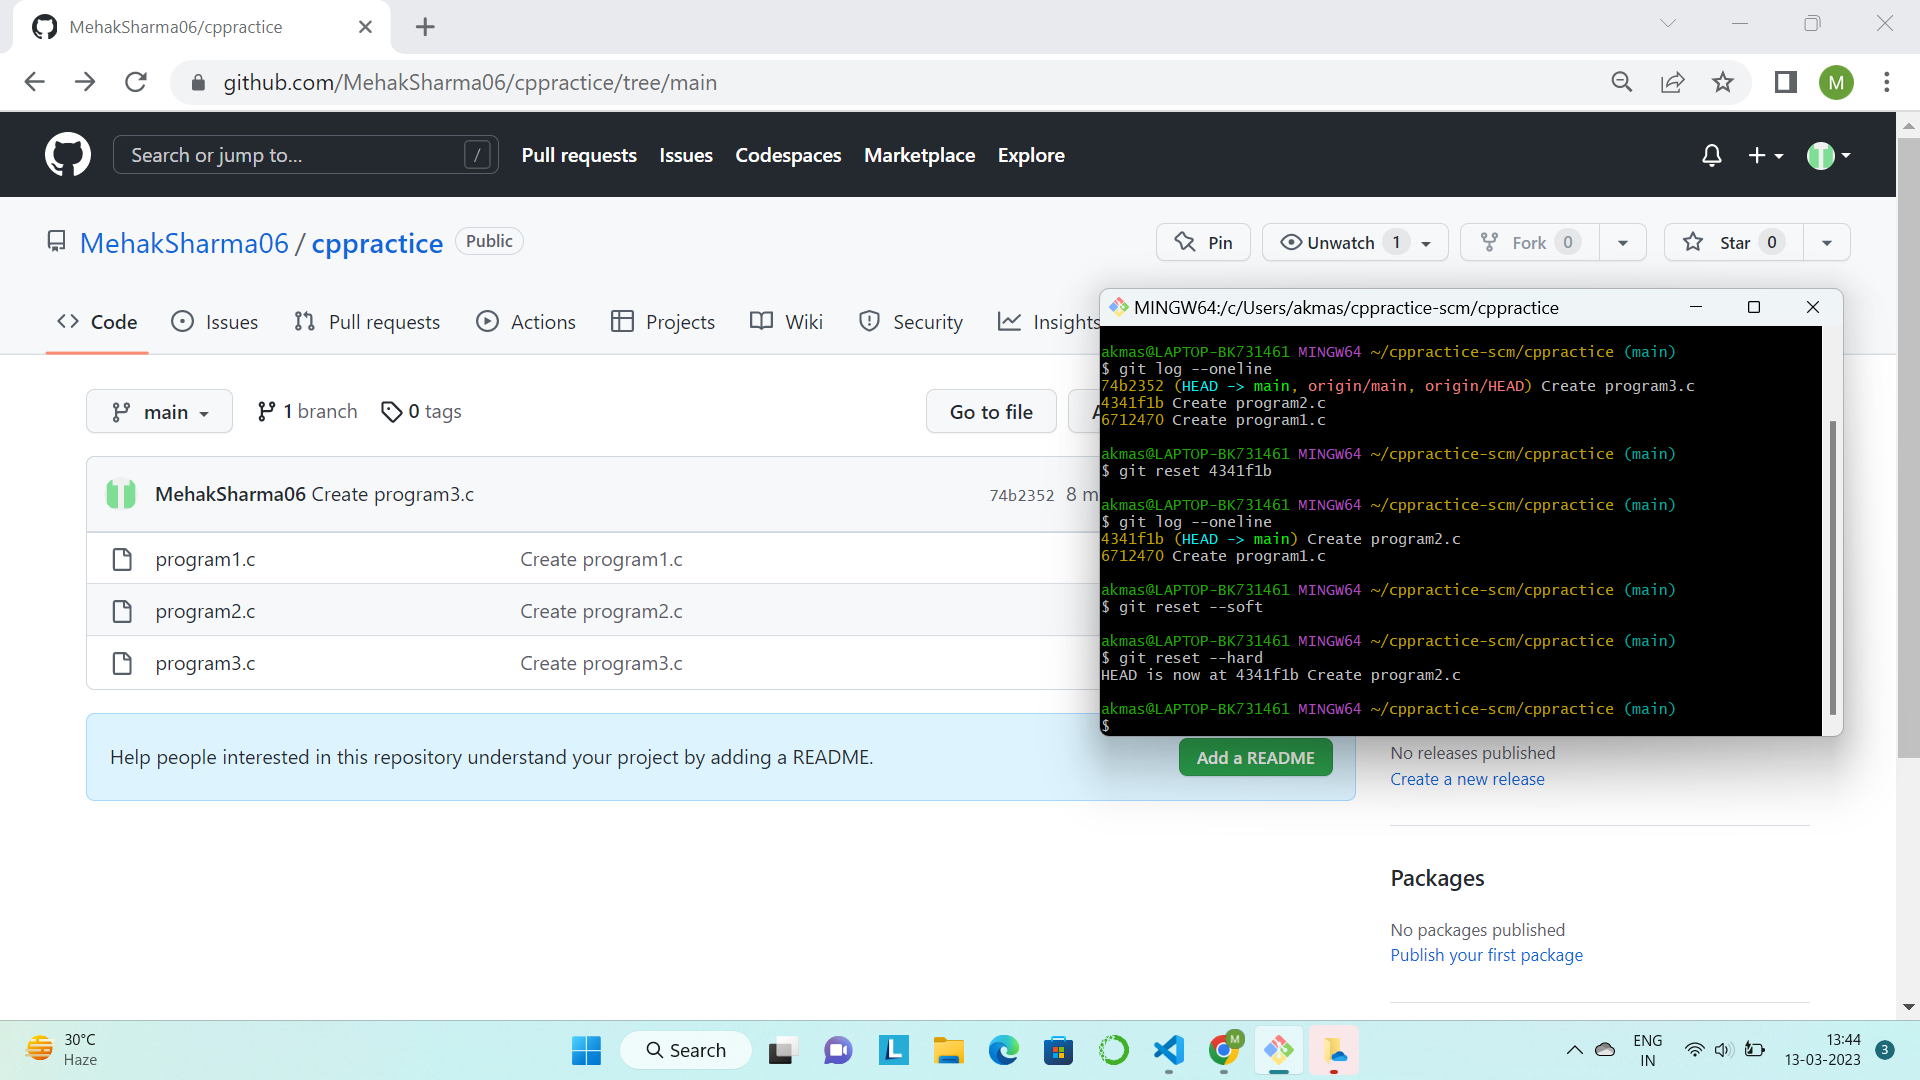 MehakSharma06/cppractice
github.com/MehakSharma06/cppractice/tree/main
M
Search or jump to... /
Pull requests Issues Codespaces Marketplace Explore
MehakSharma06 / cppractice Public
Pin Unwatch 1 Fork 0 Star 0
Code Issues Pull requests Actions Projects Wiki Security Insights
main 1 branch 0 tags Go to file
MehakSharma06 Create program3.c 74b2352 8
program1.c Create program1.c
program2.c Create program2.c
program3.c Create program3.c
Help people interested in this repository understand your project by adding a README.
Add a README
MINGW64:/c/Users/akmas/cppractice-scm/cppractice
akmas@LAPTOP-BK731461 MINGW64 ~/cppractice-scm/cppractice (main)
$ git log --oneline
74b2352 (HEAD -> main, origin/main, origin/HEAD) Create program3.c
4341f1b Create program2.c
6712470 Create program1.c
akmas@LAPTOP-BK731461 MINGW64 ~/cppractice-scm/cppractice (main)
$ git reset 4341f1b
akmas@LAPTOP-BK731461 MINGW64 ~/cppractice-scm/cppractice (main)
$ git log --oneline
4341f1b (HEAD -> main) Create program2.c
6712470 Create program1.c
akmas@LAPTOP-BK731461 MINGW64 ~/cppractice-scm/cppractice (main)
$ git reset --soft
akmas@LAPTOP-BK731461 MINGW64 ~/cppractice-scm/cppractice (main)
$ git reset --hard
HEAD is now at 4341f1b Create program2.c
akmas@LAPTOP-BK731461 MINGW64 ~/cppractice-scm/cppractice (main)
$
No releases published
Create a new release
Packages
No packages published
Publish your first package
30°C
Haze
Search
L
M
ENG
IN
13:44
13-03-2023
3